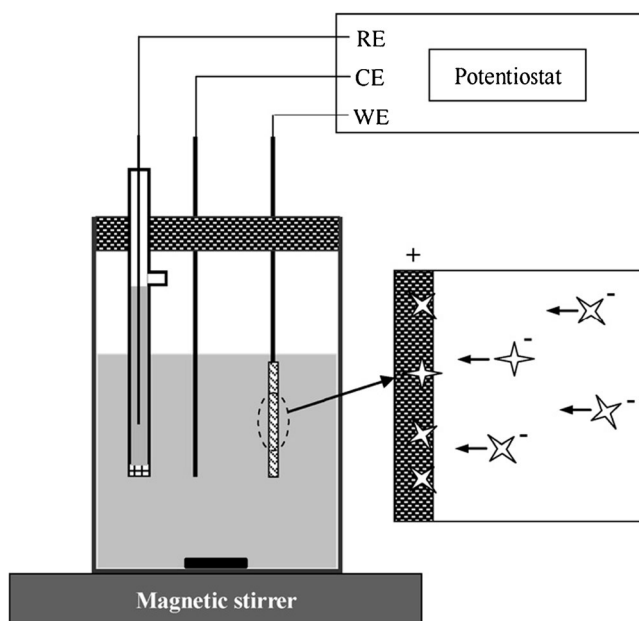 RE
CE
WE
Potentiostat
+
-
-
-
-
Magnetic stirrer